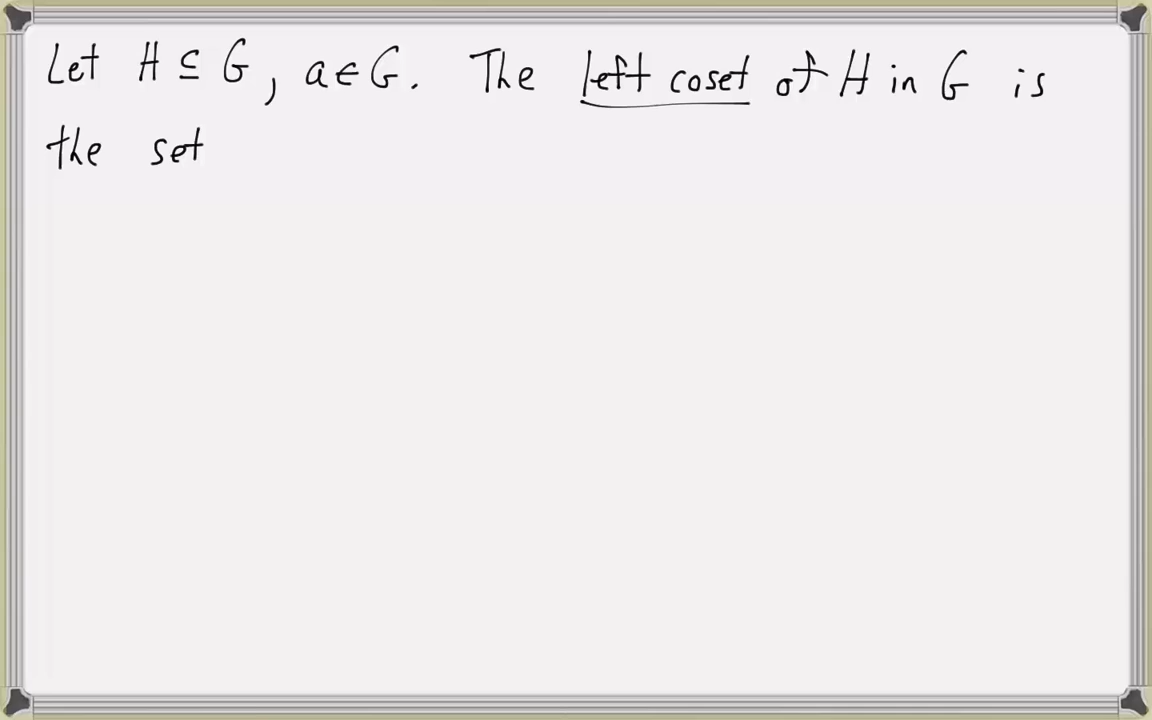 Let H ⊆ G, a ∈ G. The left coset of H in G is
the set